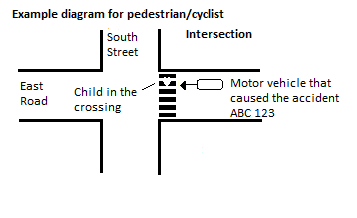 Example diagram for pedestrian/cyclist
South
Street
Intersection
East
Road
Child in the
crossing
Motor vehicle that
caused the accident
ABC 123